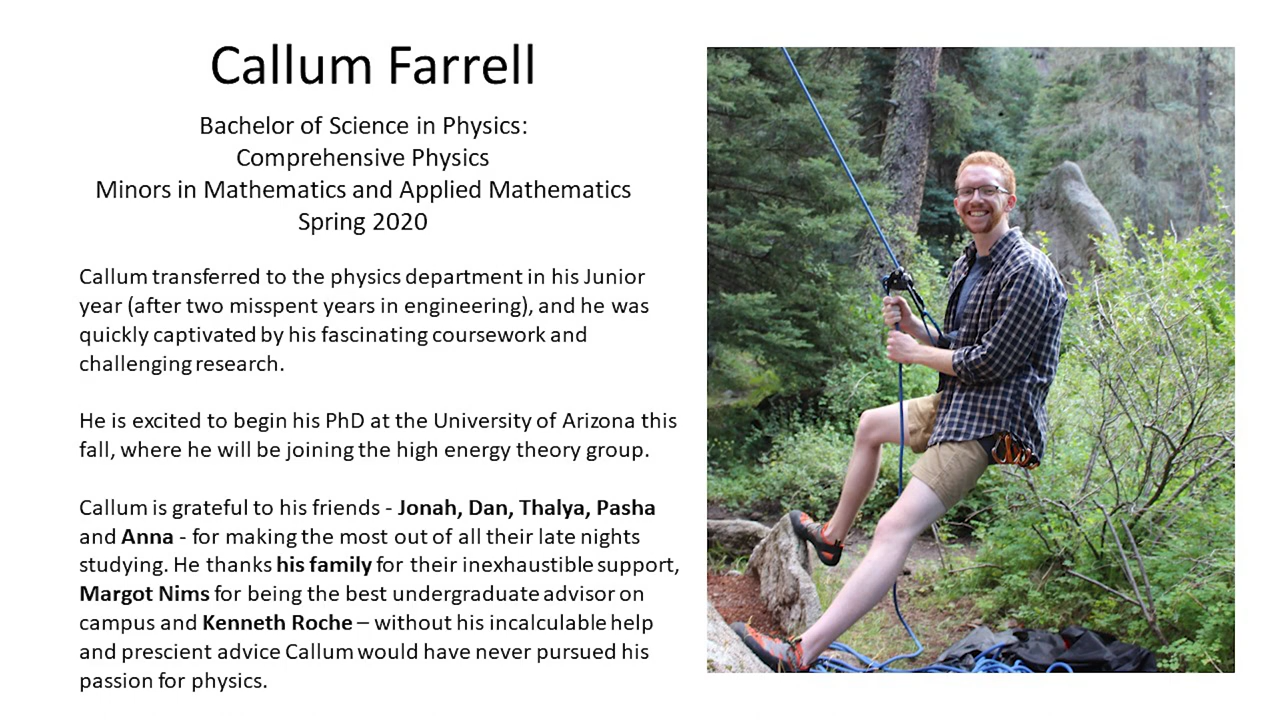 Callum Farrell
Bachelor of Science in Physics:
Comprehensive Physics
Minors in Mathematics and Applied Mathematics
Spring 2020
Callum transferred to the physics department in his Junior
year (after two misspent years in engineering), and he was
quickly captivated by his fascinating coursework and
challenging research.
He is excited to begin his PhD at the University of Arizona this
fall, where he will be joining the high energy theory group.
Callum is grateful to his friends - Jonah, Dan, Thalya, Pasha
and Anna - for making the most out of all their late nights
studying. He thanks his family for their inexhaustible support,
Margot Nims for being the best undergraduate advisor on
campus and Kenneth Roche – without his incalculable help
and prescient advice Callum would have never pursued his
passion for physics.